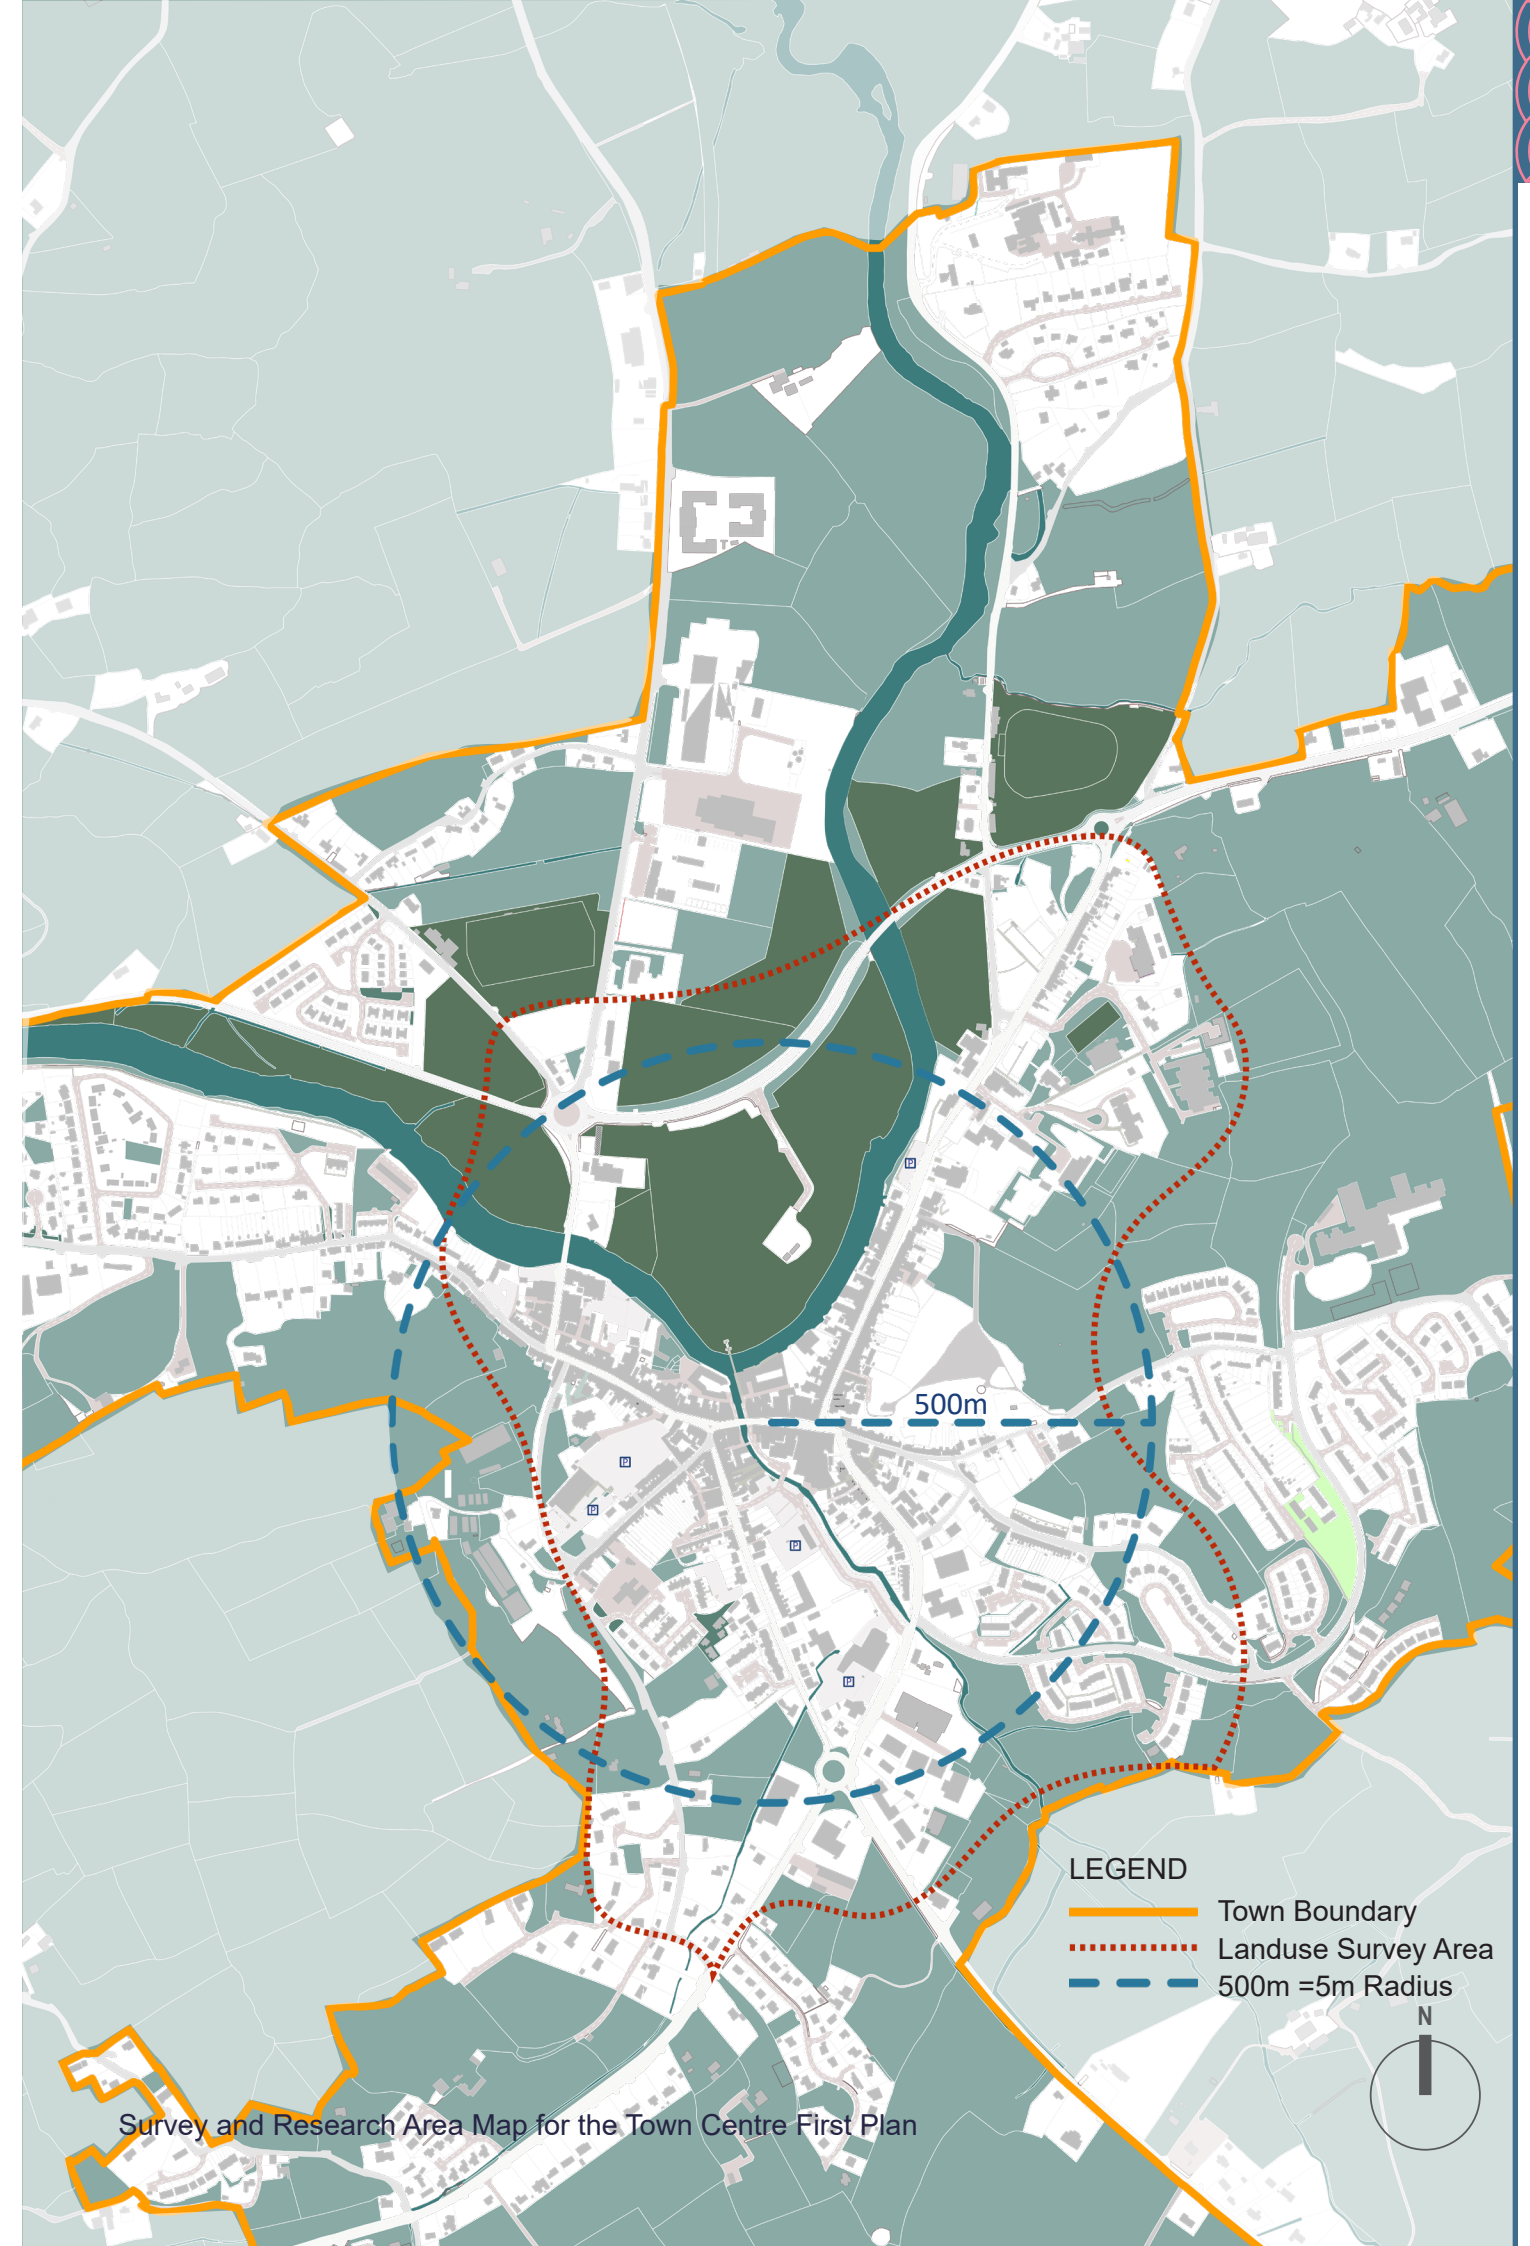 P
500m
P
P
P
P
LEGEND
Town Boundary
Landuse Survey Area
500m =5m Radius
N
Survey and Research Area Map for the Town Centre First Plan